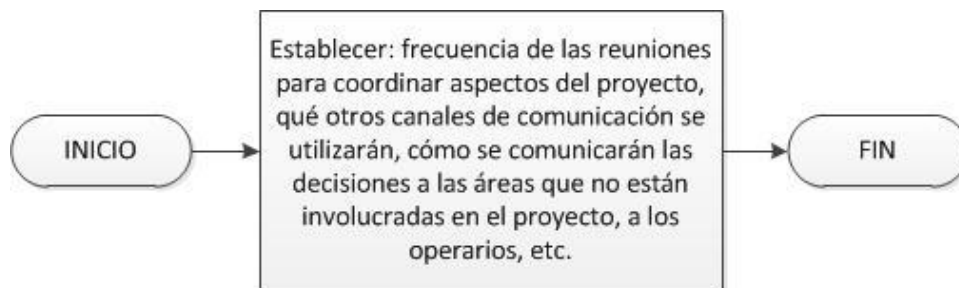 INICIO
Establecer: frecuencia de las reuniones
para coordinar aspectos del proyecto,
qué otros canales de comunicación se
utilizarán, cómo se comunicarán las
decisiones a las áreas que no están
involucradas en el proyecto, a los
operarios, etc.
FIN